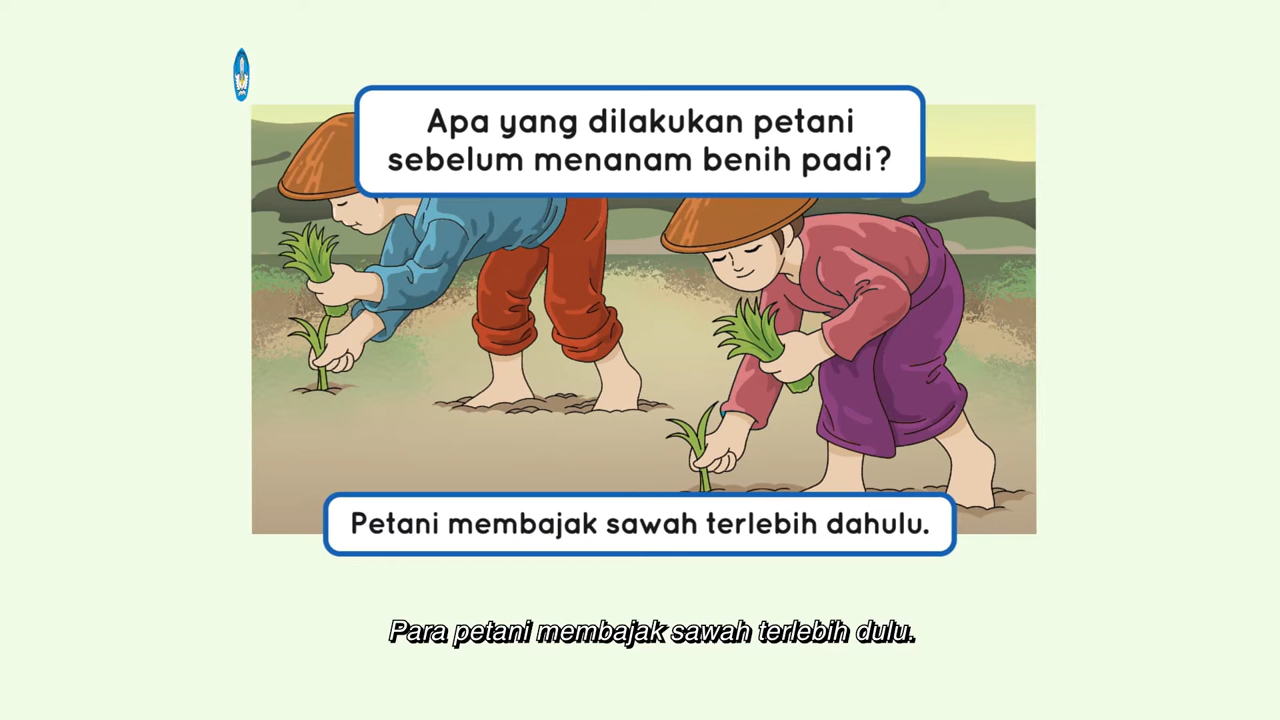 Apa yang dilakukan petani
sebelum menanam benih padi?
Petani membajak sawah terlebih dahulu.
Para petani membajak sawah terlebih dulu.